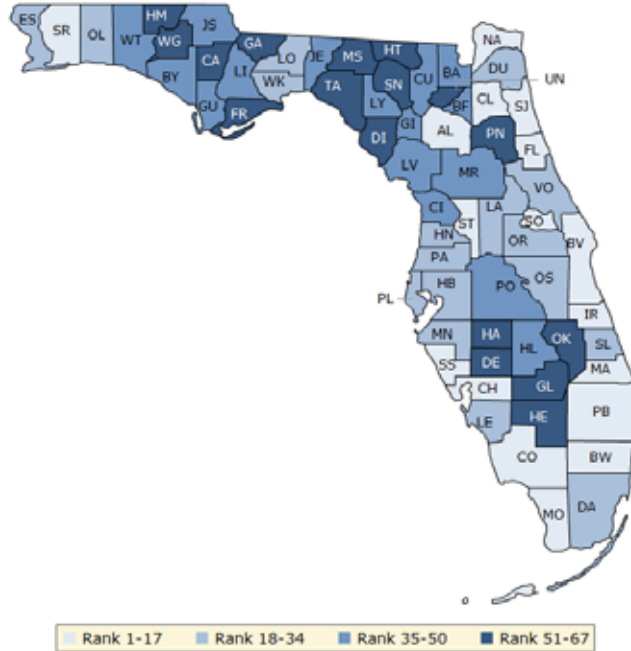 HM
ES
SR
OL
WT
JS
WG
GA
CA
BY
LI
LO
WK
GU
FR
JE
MS
HT
TA
SN
CU
BA
UN
LY
BF
GI
DI
LV
NA
DU
CL
SJ
AL
PN
FL
MR
VO
CI
LA
ST
SO
HN
OR
BV
PA
HB
PO
OS
PL
IR
MN
HA
HL
OK
SL
SS
DE
MA
CH
GL
PB
LE
HE
CO
BW
MO
DA
Rank 1-17 Rank 18-34 Rank 35-50 Rank 51-67